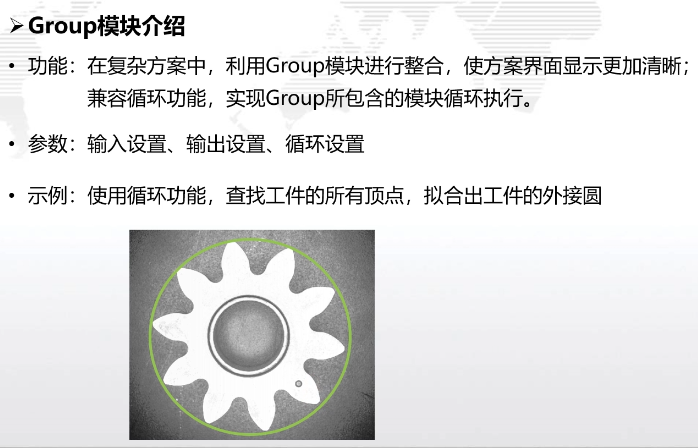 ➢Group模块介绍
• 功能：在复杂方案中，利用Group模块进行整合，使方案界面显示更加清晰；
兼容循环功能，实现Group所包含的模块循环执行。
• 参数：输入设置、输出设置、循环设置
• 示例：使用循环功能，查找工件的所有顶点，拟合出工件的外接圆